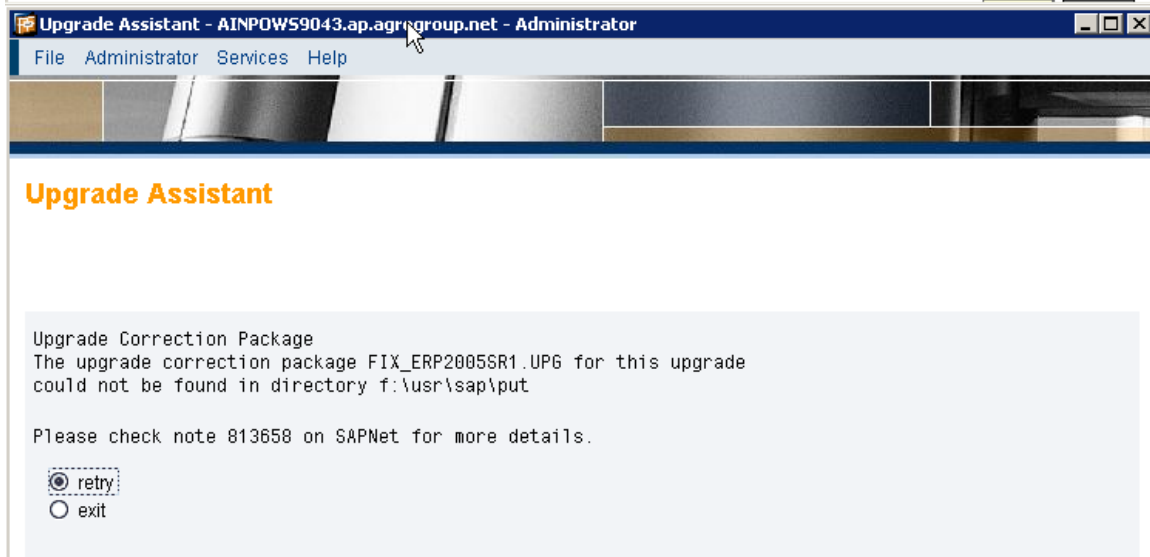 Upgrade Assistant - AINPOWS9043.ap.agrogroup.net - Administrator
File Administrator Services Help
Upgrade Assistant
Upgrade Correction Package
The upgrade correction package FIX_ERP2005SR1.UPG for this upgrade
could not be found in directory f:\usr\sap\put
Please check note 813658 on SAPNet for more details.
retry
exit